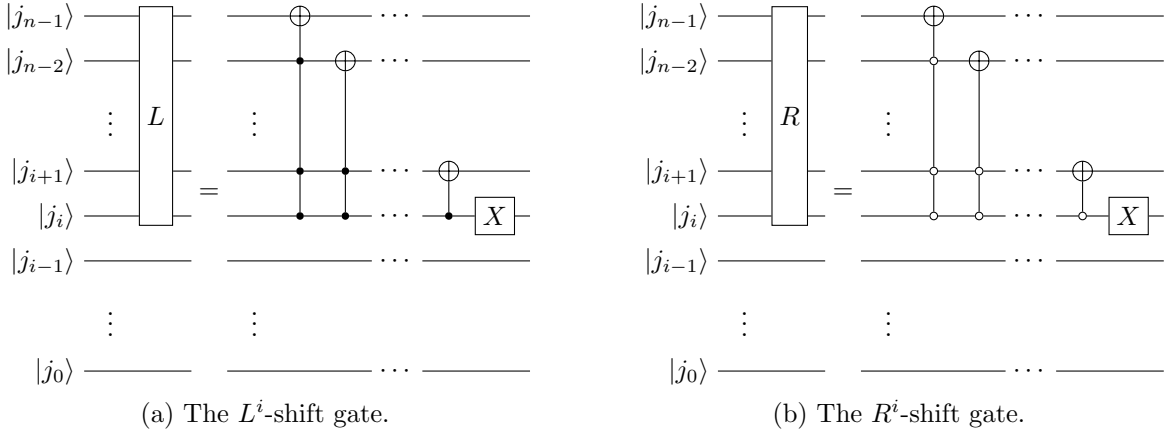 |j_{n−1}⟩ |j_{n−1}⟩
|j_{n−2}⟩ ··· |j_{n−2}⟩ ···
⋮ L ⋮ ⋮ R ⋮
|j_{i+1}⟩ = ··· |j_{i+1}⟩ = ···
|j_i⟩ ··· X |j_i⟩ ··· X
|j_{i−1}⟩ ··· |j_{i−1}⟩ ···
⋮ ⋮ ⋮ ⋮
|j_0⟩ ··· |j_0⟩ ···
(a) The L^i-shift gate. (b) The R^i-shift gate.